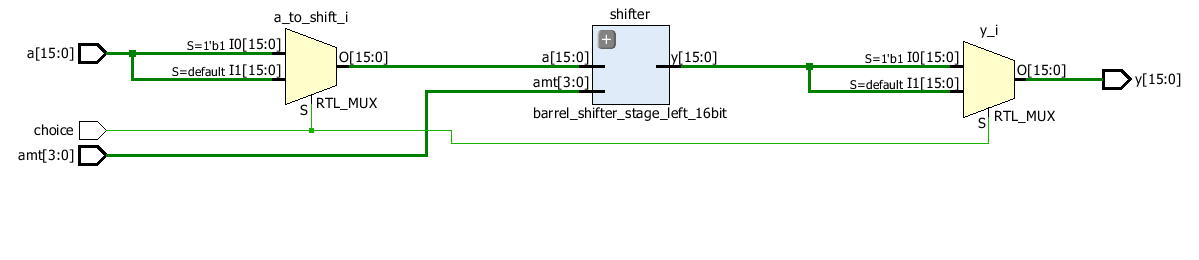 a_to_shift_i
shifter
y_i
a[15:0]
S=1'b1 I0[15:0]
S=default I1[15:0]
O[15:0]
S
RTL_MUX
a[15:0]
amt[3:0]
y[15:0]
+
barrel_shifter_stage_left_16bit
S=1'b1 I0[15:0]
S=default I1[15:0]
O[15:0]
S
RTL_MUX
y[15:0]
choice
amt[3:0]